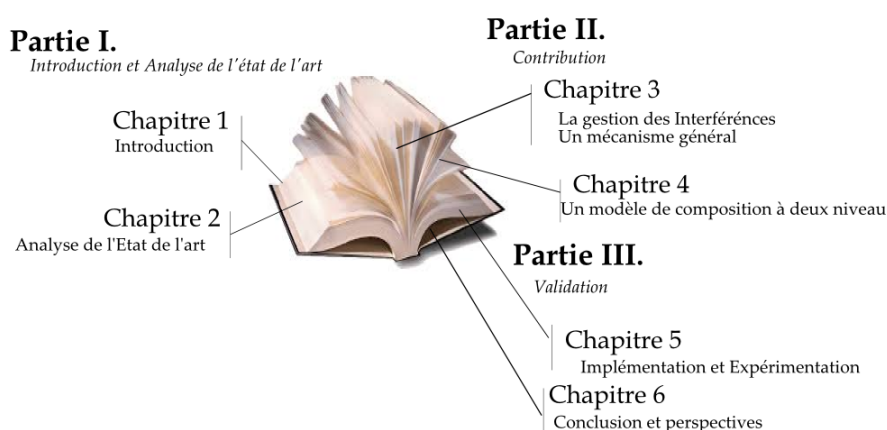 Partie I.
Introduction et Analyse de l'état de l'art
Chapitre 1
Introduction
Chapitre 2
Analyse de l'Etat de l'art
Partie II.
Contribution
Chapitre 3
La gestion des Interférénces
Un mécanisme général
Chapitre 4
Un modèle de composition à deux niveau
Partie III.
Validation
Chapitre 5
Implémentation et Expérimentation
Chapitre 6
Conclusion et perspectives